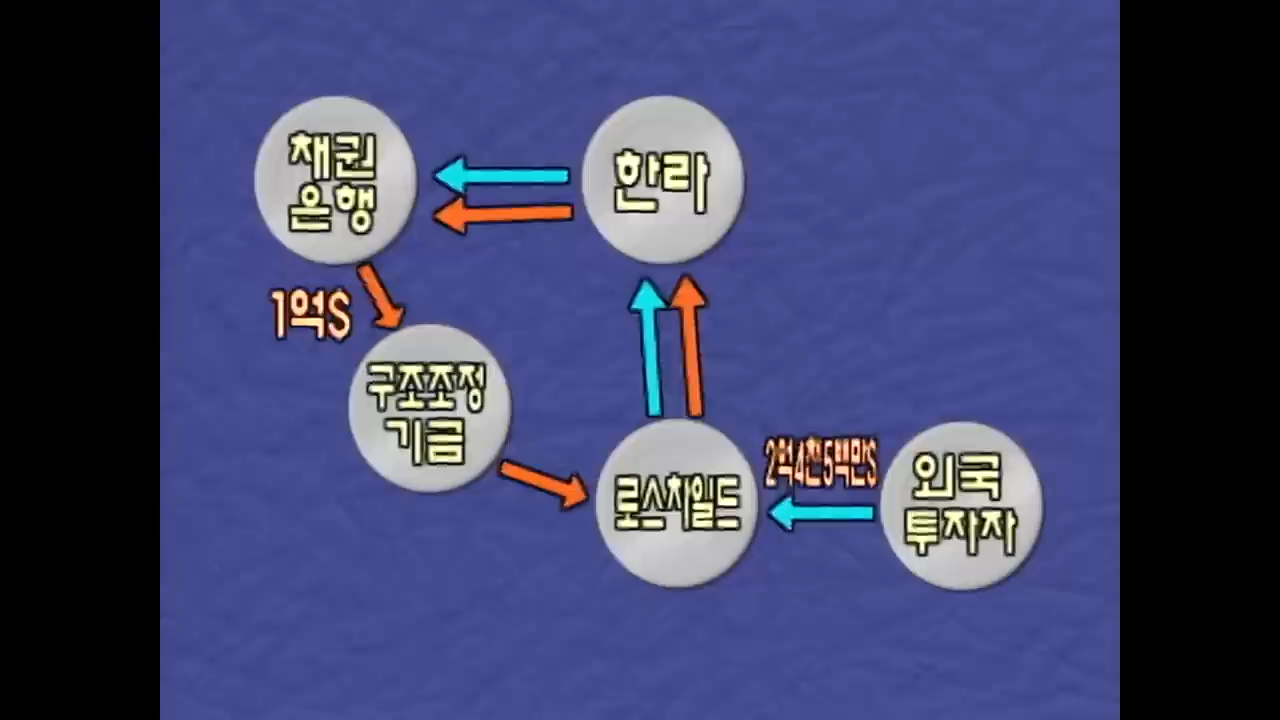 채권
은행
한라
1억$
구조조정
기금
로스차일드
2억4천5백만$
외국
투자자